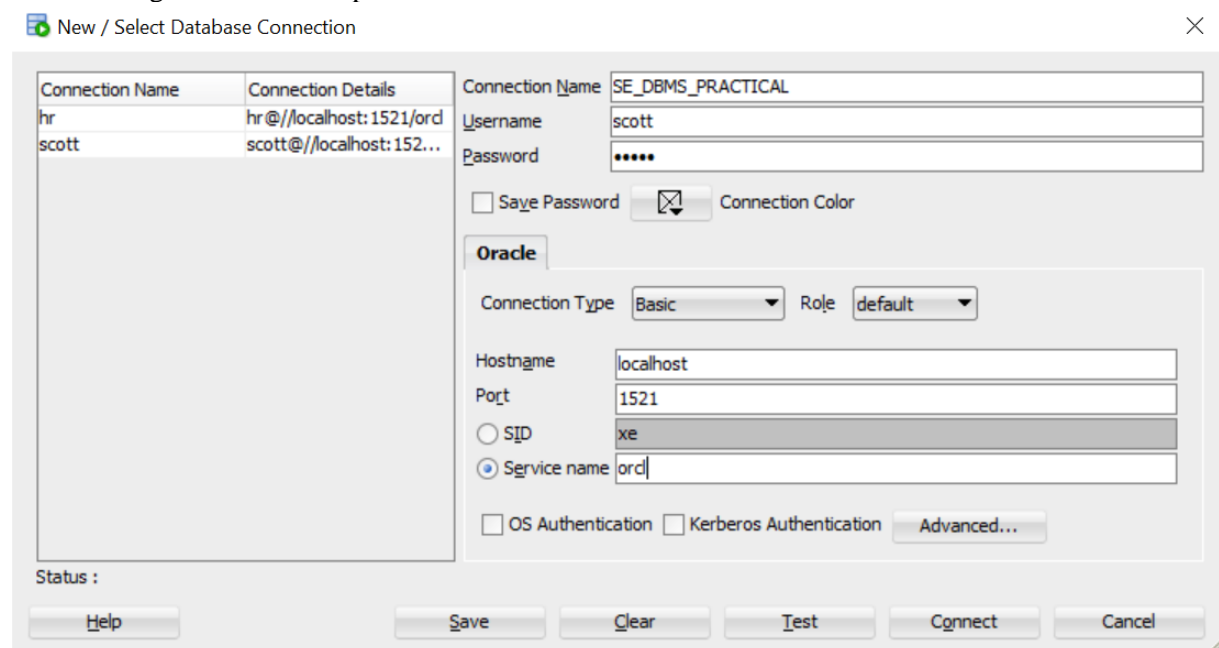 New / Select Database Connection
Connection Name Connection Details
hr hr@//localhost:1521/orcl
scott scott@//localhost:152...
Connection Name SE_DBMS_PRACTICAL
Username scott
Password •••••
Save Password Connection Color
Oracle
Connection Type Basic Role default
Hostname localhost
Port 1521
SID xe
Service name orcl
OS Authentication Kerberos Authentication Advanced...
Status :
Help Save Clear Test Connect Cancel